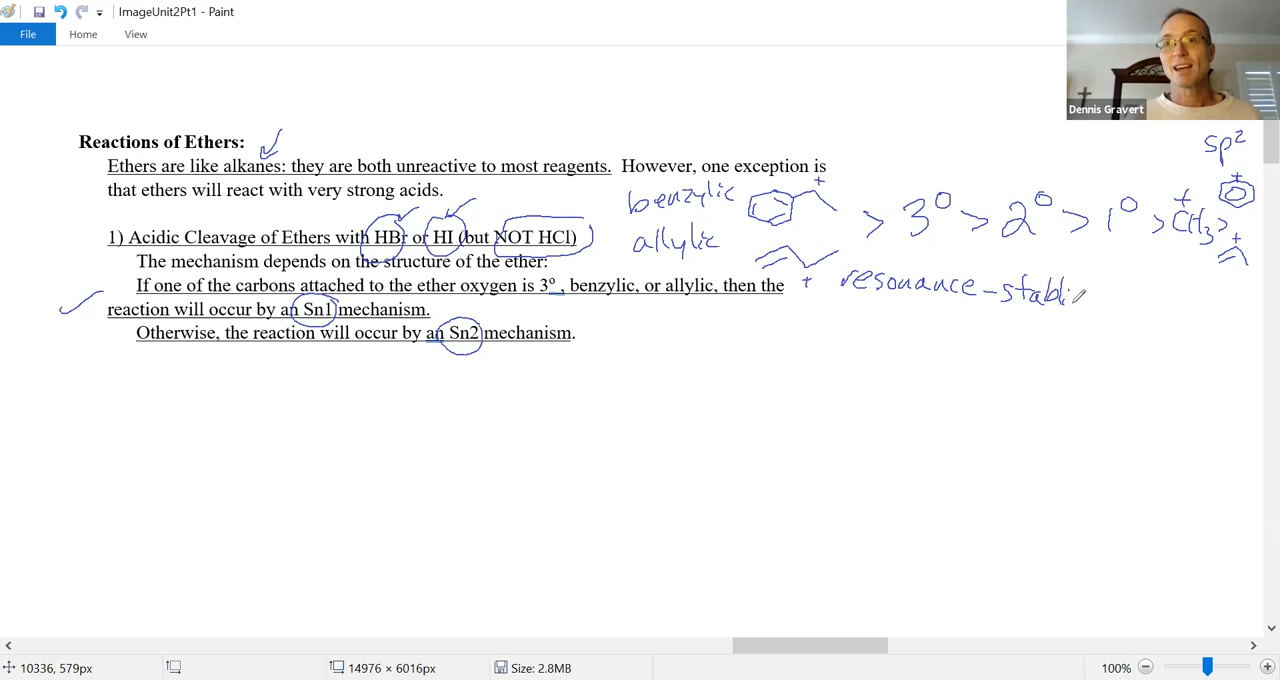 ImageUnit2Pt1 - Paint
File Home View
Dennis Gravert
Reactions of Ethers:
Ethers are like alkanes: they are both unreactive to most reagents. However, one exception is
that ethers will react with very strong acids.
1) Acidic Cleavage of Ethers with HBr or HI (but NOT HCl)
The mechanism depends on the structure of the ether:
If one of the carbons attached to the ether oxygen is 3º , benzylic, or allylic, then the
reaction will occur by an Sn1 mechanism.
Otherwise, the reaction will occur by an Sn2 mechanism.
sp²
benzylic + > 3° > 2° > 1° > +CH₃ > +
allylic + +
resonance-stabli
10336, 579px 14976 × 6016px Size: 2.8MB 100%